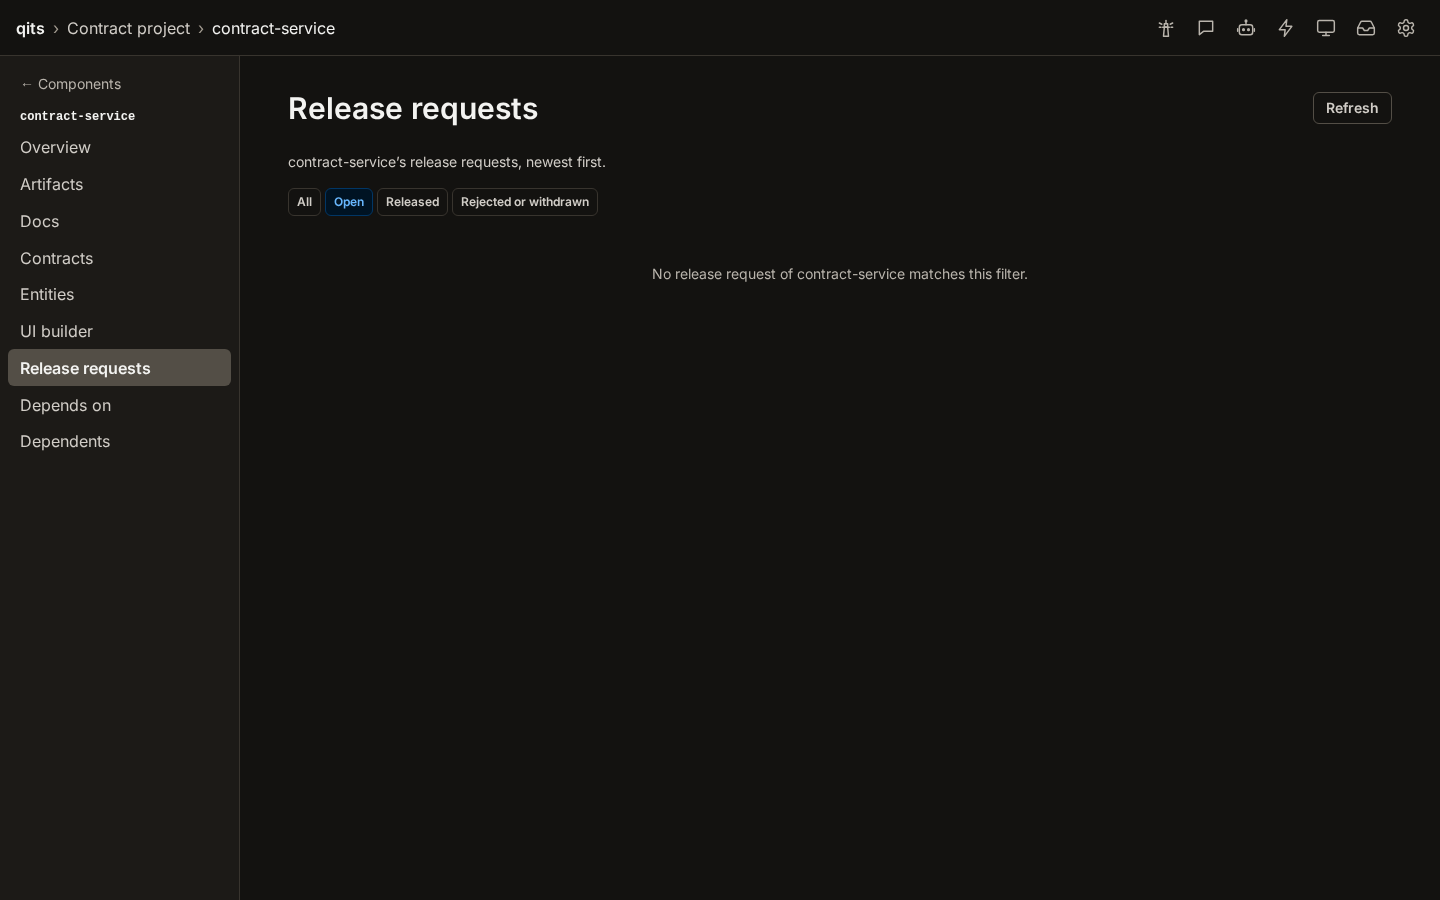 qits › Contract project › contract-service
← Components
contract-service
Overview
Artifacts
Docs
Contracts
Entities
UI builder
Release requests
Depends on
Dependents
Release requests
Refresh
contract-service’s release requests, newest first.
All Open Released Rejected or withdrawn
No release request of contract-service matches this filter.